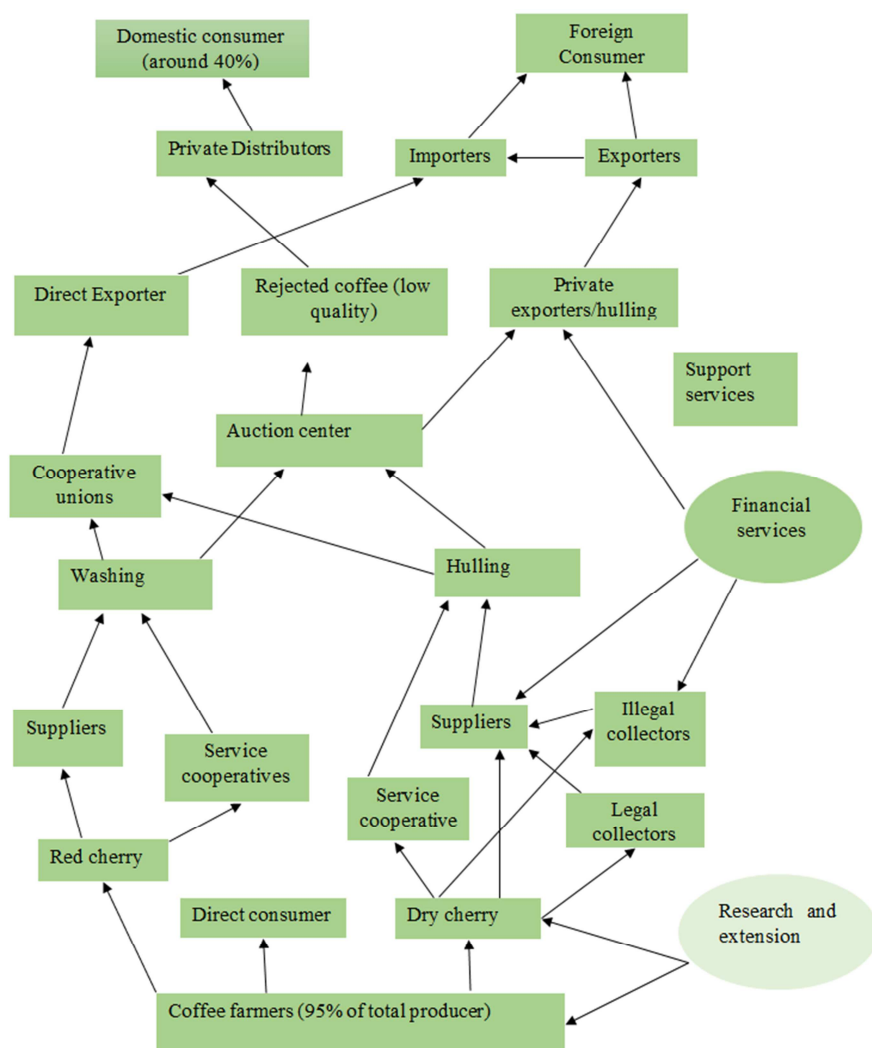 Domestic consumer
(around 40%)
Foreign
Consumer
Private Distributors
Importers
Exporters
Direct Exporter
Rejected coffee (low
quality)
Private
exporters/hulling
Support
services
Auction center
Cooperative
unions
Financial
services
Washing
Hulling
Suppliers
Service
cooperatives
Suppliers
Illegal
collectors
Service
cooperative
Legal
collectors
Red cherry
Direct consumer
Dry cherry
Research and
extension
Coffee farmers (95% of total producer)